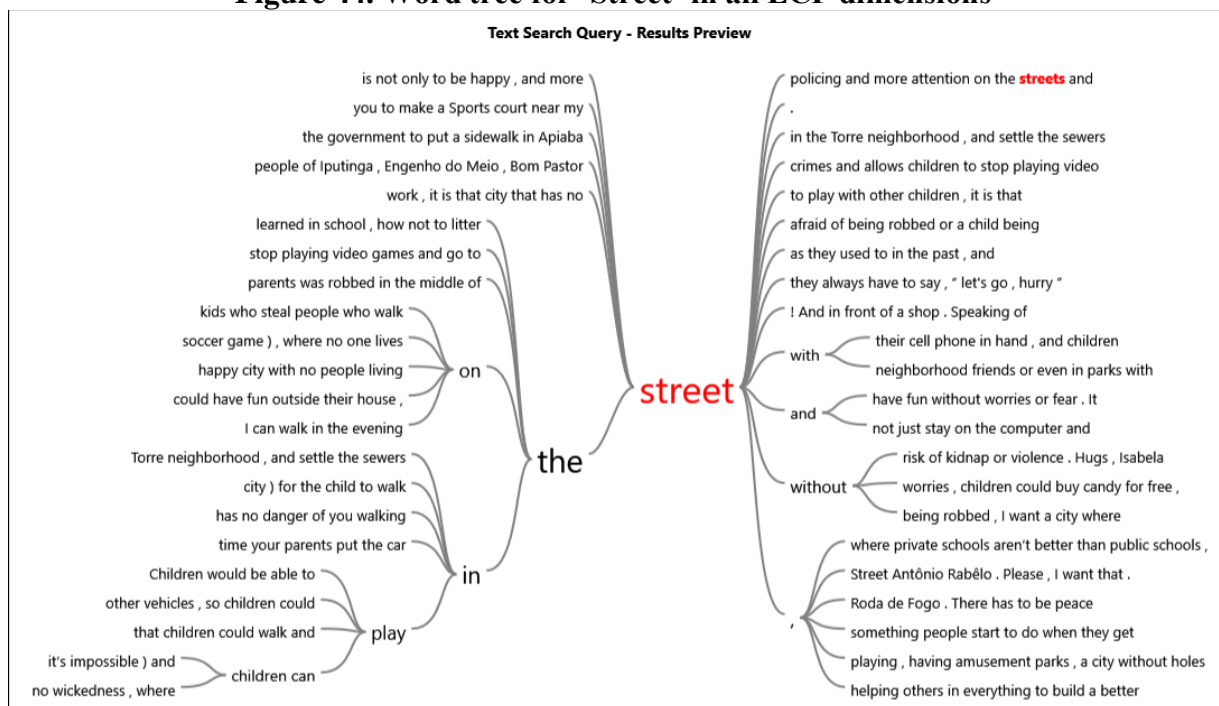 Word tree for Street in dimensions
Text Search Query - Results Preview
is not only to be happy , and more
you to make a Sports court near my
the government to put a sidewalk in Apiaba
people of Iputinga , Engenho do Meio , Bom Pastor
work , it is that city that has no
learned in school , how not to litter
stop playing video games and go to
parents was robbed in the middle of
kids who steal people who walk
soccer game ) , where no one lives
happy city with no people living
could have fun outside their house ,
I can walk in the evening
on
Torre neighborhood , and settle the sewers
city ) for the child to walk
has no danger of you walking
time your parents put the car
Children would be able to
other vehicles , so children could
that children could walk and
it's impossible ) and
no wickedness , where
children can
play
in
the
street
policing and more attention on the streets and
.
in the Torre neighborhood , and settle the sewers
crimes and allows children to stop playing video
to play with other children , it is that
afraid of being robbed or a child being
as they used to in the past , and
they always have to say , " let's go , hurry "
! And in front of a shop . Speaking of
with
their cell phone in hand , and children
neighborhood friends or even in parks with
and
have fun without worries or fear . It
not just stay on the computer and
without
risk of kidnap or violence . Hugs , Isabela
worries , children could buy candy for free ,
being robbed , I want a city where
,
where private schools aren't better than public schools ,
Street Antônio Rabêlo . Please , I want that .
Roda de Fogo . There has to be peace
something people start to do when they get
playing , having amusement parks , a city without holes
helping others in everything to build a better